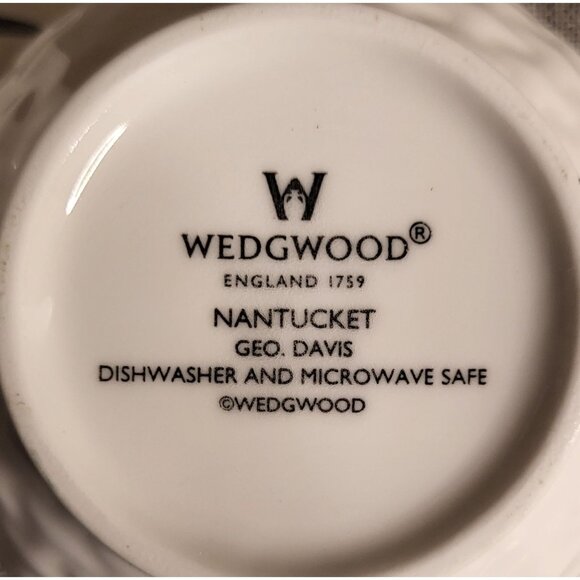 W
WEDGWOOD®
ENGLAND 1759
NANTUCKET
GEO. DAVIS
DISHWASHER AND MICROWAVE SAFE
©WEDGWOOD